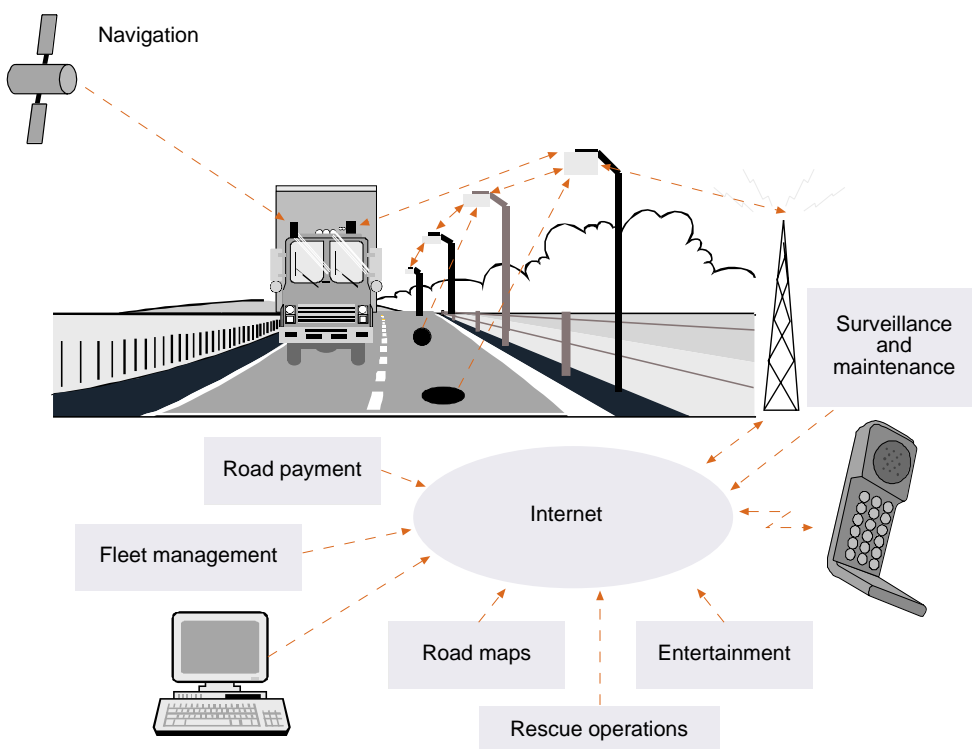 Navigation
Surveillance
and
maintenance
Road payment
Internet
Fleet management
Road maps
Entertainment
Rescue operations